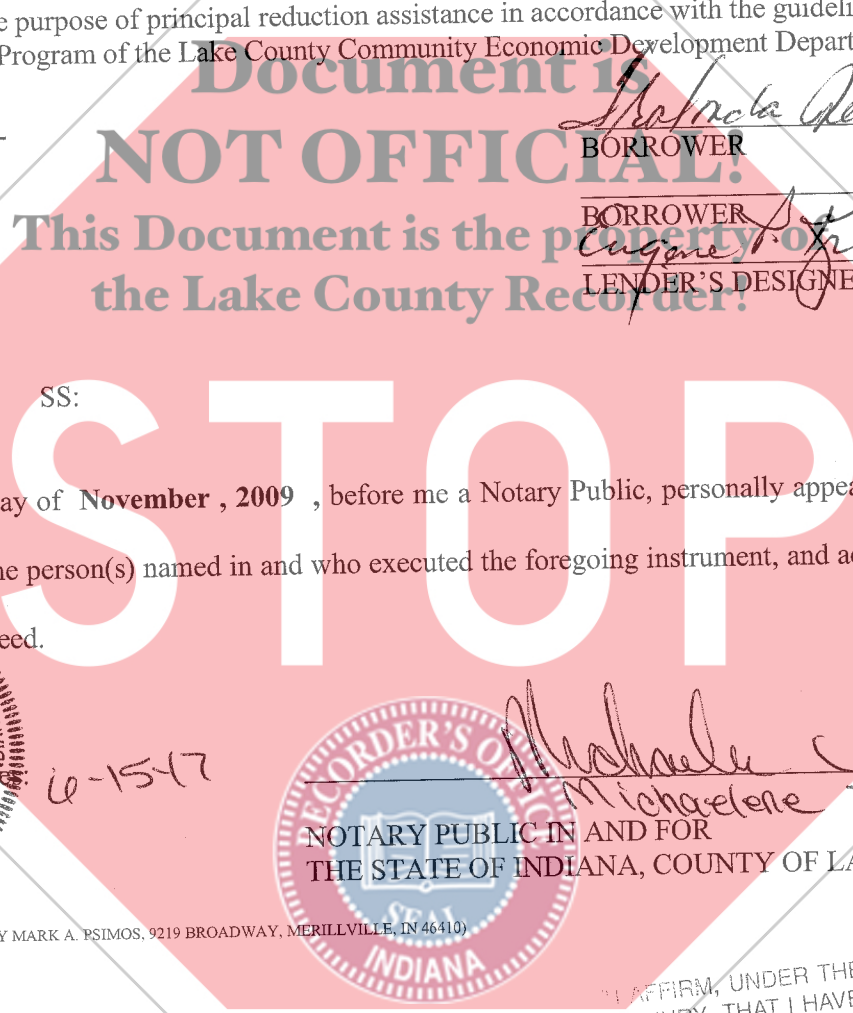 e purpose of principal reduction assistance in accordance with the guideli
Program of the Lake County Community Economic Development Depart
Document is
NOT OFFICIAL!
BORROWER
This Document is the property of
the Lake County Recorder!
BORROWER
Eugene
LENDER'S DESIGNE
STOP
SS:
ay of November , 2009 , before me a Notary Public, personally appea
e person(s) named in and who executed the foregoing instrument, and a
eed.
6-15-17
Michaelene
NOTARY PUBLIC IN AND FOR
THE STATE OF INDIANA, COUNTY OF LA
RECORDER'S OFFICE
SEAL
INDIANA
Y MARK A. PSIMOS, 9219 BROADWAY, MERILLVILLE, IN 46410)
I AFFIRM, UNDER THE
THAT I HAVE